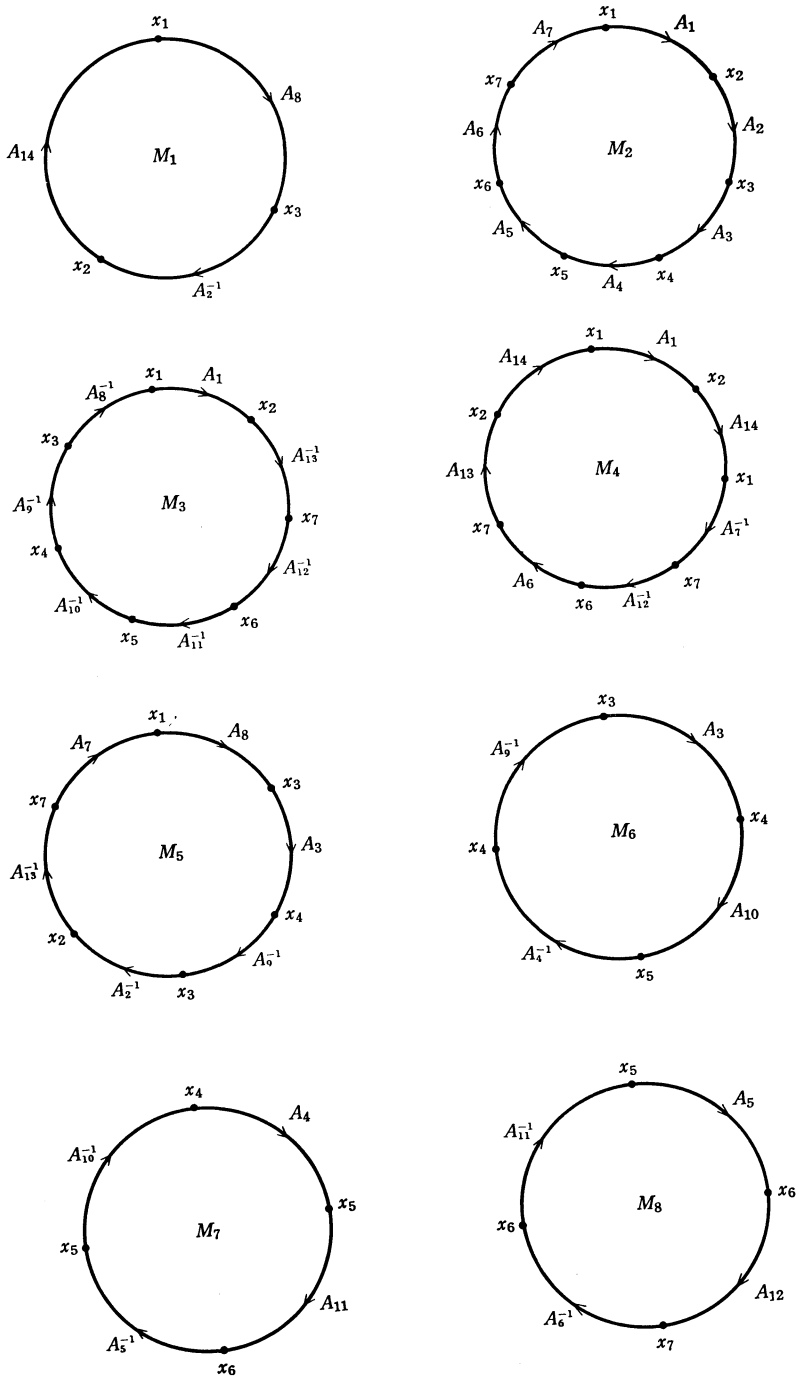 x₁
A₈
x₃
A₂⁻¹
x₂
A₁₄
M₁
x₁
A₁
x₂
A₂
x₃
A₃
x₄
A₄
x₅
A₅
x₆
A₆
x₇
A₇
M₂
x₁
A₁
x₂
A₁₃⁻¹
x₇
A₁₂⁻¹
x₆
A₁₁⁻¹
x₅
A₁₀⁻¹
x₄
A₉⁻¹
x₃
A₈⁻¹
M₃
x₁
A₁
x₂
A₁₄
x₁
A₇⁻¹
x₇
A₁₂⁻¹
x₆
A₆
x₇
A₁₃
x₂
A₁₄
M₄
x₁
A₈
x₃
A₃
x₄
A₉⁻¹
x₃
A₂⁻¹
x₂
A₁₃⁻¹
x₇
A₇
M₅
x₃
A₃
x₄
A₁₀
x₅
A₄⁻¹
x₄
A₉⁻¹
M₆
x₄
A₄
x₅
A₁₁
x₆
A₅⁻¹
x₅
A₁₀⁻¹
M₇
x₅
A₅
x₆
A₁₂
x₇
A₆⁻¹
x₆
A₁₁⁻¹
M₈